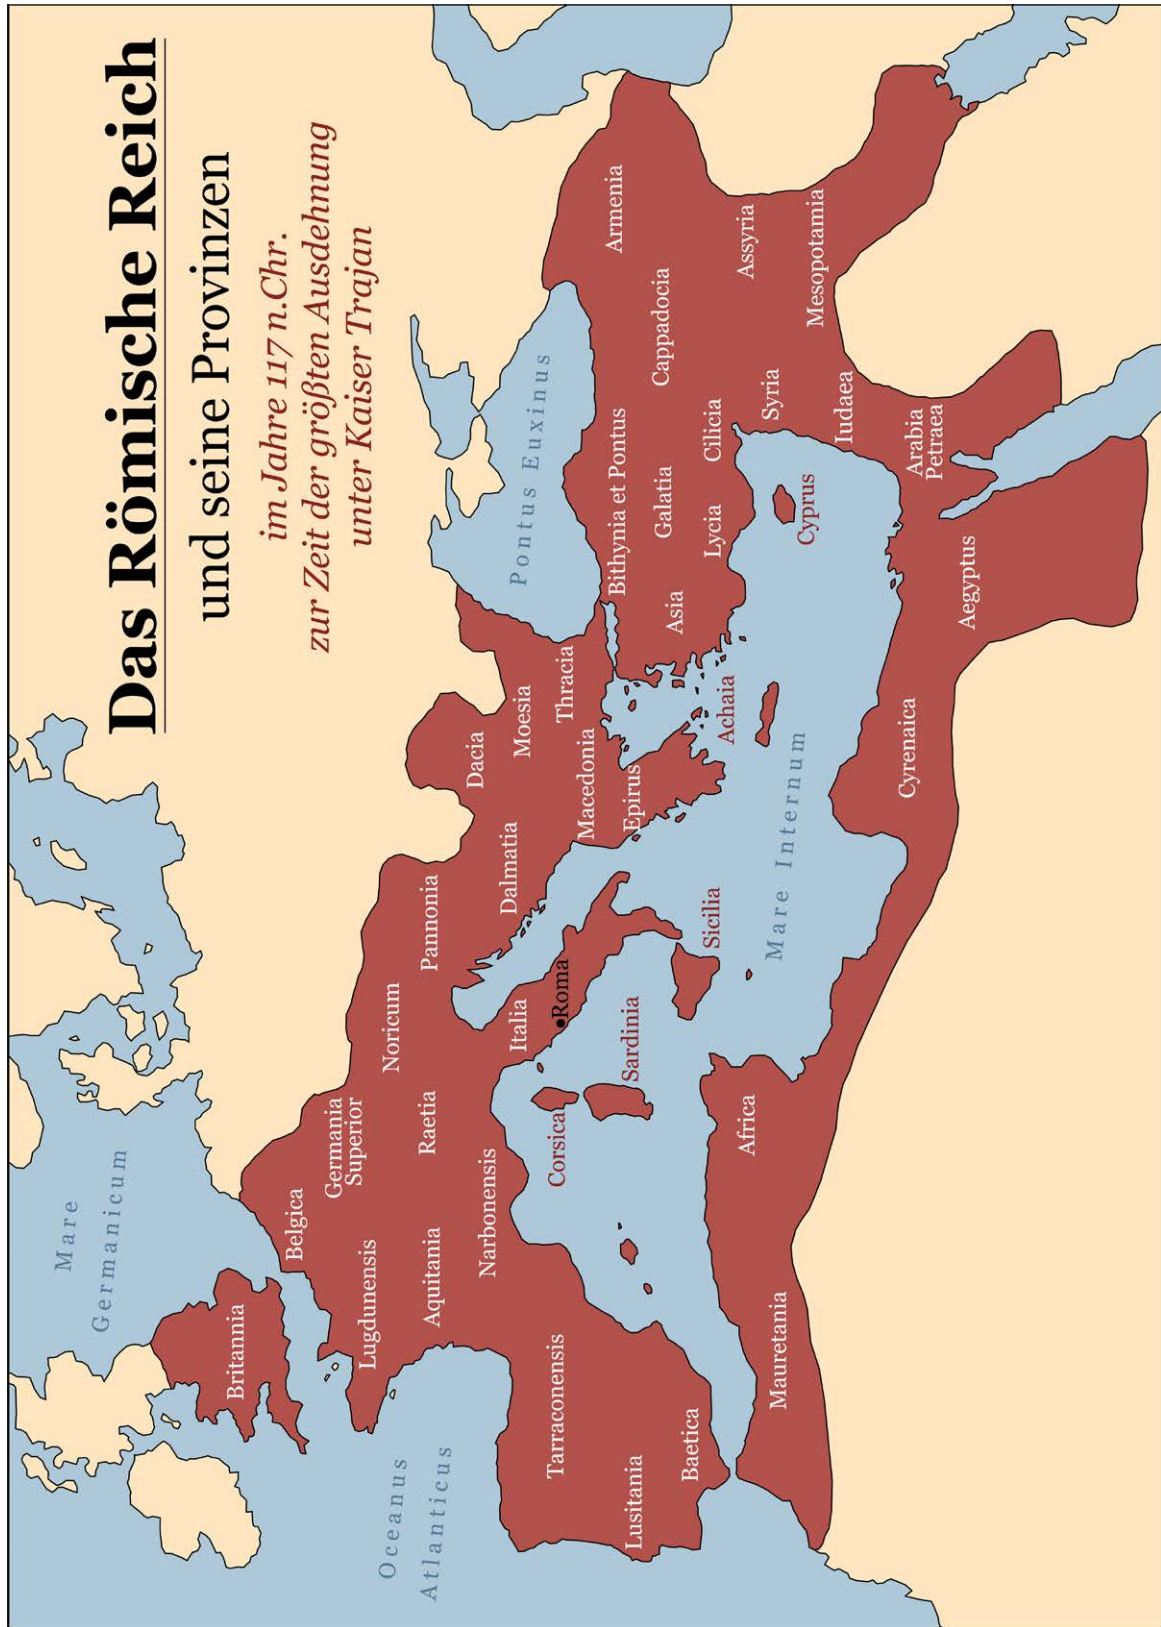 Das Römische Reich
und seine Provinzen
im Jahre 117 n.Chr.
zur Zeit der größten Ausdehnung
unter Kaiser Trajan
Mare
Germanicum
Britannia
Belgica
Germania
Superior
Lugdunensis
Noricum
Oceanus
Atlanticus
Aquitania
Raetia
Pannonia
Dacia
Narbonensis
Italia
Dalmatia
Moesia
Pontus Euxinus
Tarraconensis
Corsica
Roma
Thracia
Macedonia
Bithynia et Pontus
Armenia
Lusitania
Sardinia
Epirus
Asia
Galatia
Cappadocia
Baetica
Sicilia
Achaia
Lycia
Cilicia
Assyria
Africa
Syria
Mauretania
Mare Internum
Cyprus
Mesopotamia
Iudaea
Cyrenaica
Arabia
Petraea
Aegyptus